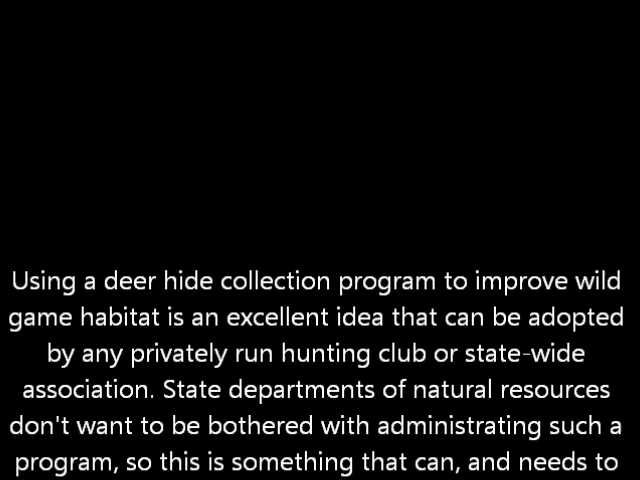 Using a deer hide collection program to improve wild
game habitat is an excellent idea that can be adopted
by any privately run hunting club or state-wide
association. State departments of natural resources
don't want to be bothered with administrating such a
program, so this is something that can, and needs to